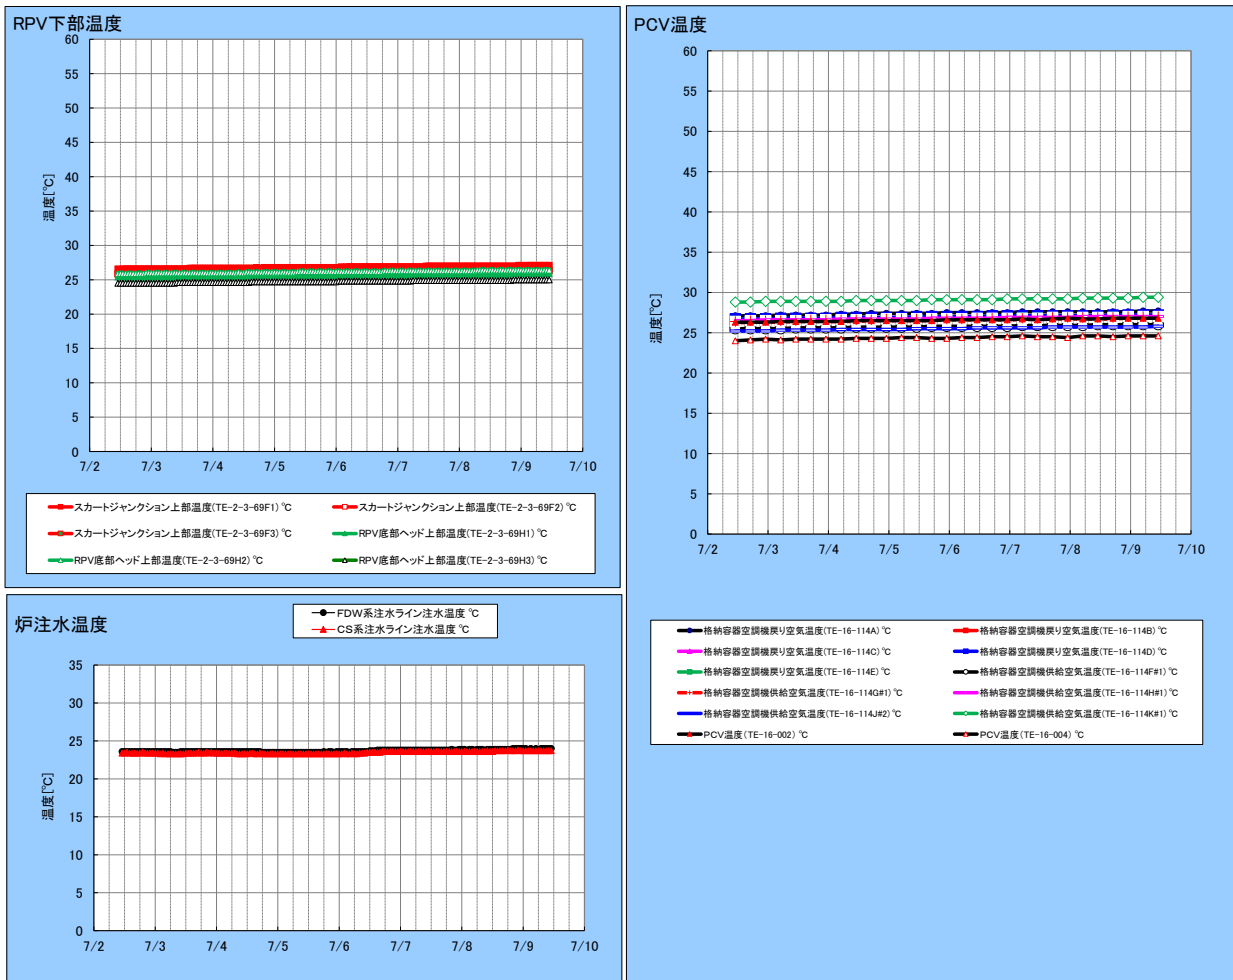 RPV下部温度
60
55
50
45
40
35
30
25
20
15
10
5
0
温度[℃]
7/2 7/3 7/4 7/5 7/6 7/7 7/8 7/9 7/10
スカートジャンクション上部温度(TE-2-3-69F1) ℃ スカートジャンクション上部温度(TE-2-3-69F2) ℃
スカートジャンクション上部温度(TE-2-3-69F3) ℃ RPV底部ヘッド上部温度(TE-2-3-69H1) ℃
RPV底部ヘッド上部温度(TE-2-3-69H2) ℃ RPV底部ヘッド上部温度(TE-2-3-69H3) ℃
炉注水温度
FDW系注水ライン注水温度 ℃
CS系注水ライン注水温度 ℃
35
30
25
20
15
10
5
0
温度[℃]
7/2 7/3 7/4 7/5 7/6 7/7 7/8 7/9 7/10
PCV温度
60
55
50
45
40
35
30
25
20
15
10
5
0
温度[℃]
7/2 7/3 7/4 7/5 7/6 7/7 7/8 7/9 7/10
格納容器空調機戻り空気温度(TE-16-114A) ℃ 格納容器空調機戻り空気温度(TE-16-114B) ℃
格納容器空調機戻り空気温度(TE-16-114C) ℃ 格納容器空調機戻り空気温度(TE-16-114D) ℃
格納容器空調機戻り空気温度(TE-16-114E) ℃ 格納容器空調機供給空気温度(TE-16-114F#1) ℃
格納容器空調機供給空気温度(TE-16-114G#1) ℃ 格納容器空調機供給空気温度(TE-16-114H#1) ℃
格納容器空調機供給空気温度(TE-16-114J#2) ℃ 格納容器空調機供給空気温度(TE-16-114K#1) ℃
PCV温度(TE-16-002) ℃ PCV温度(TE-16-004) ℃